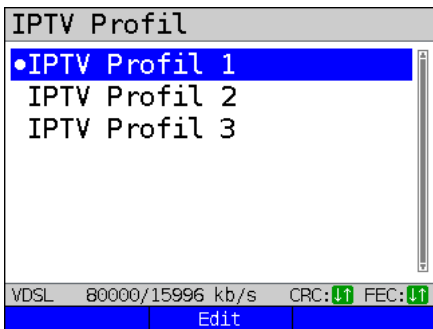 IPTV Profil
•IPTV Profil 1
IPTV Profil 2
IPTV Profil 3
VDSL 80000/15996 kb/s CRC:↓↑ FEC:↓↑
Edit